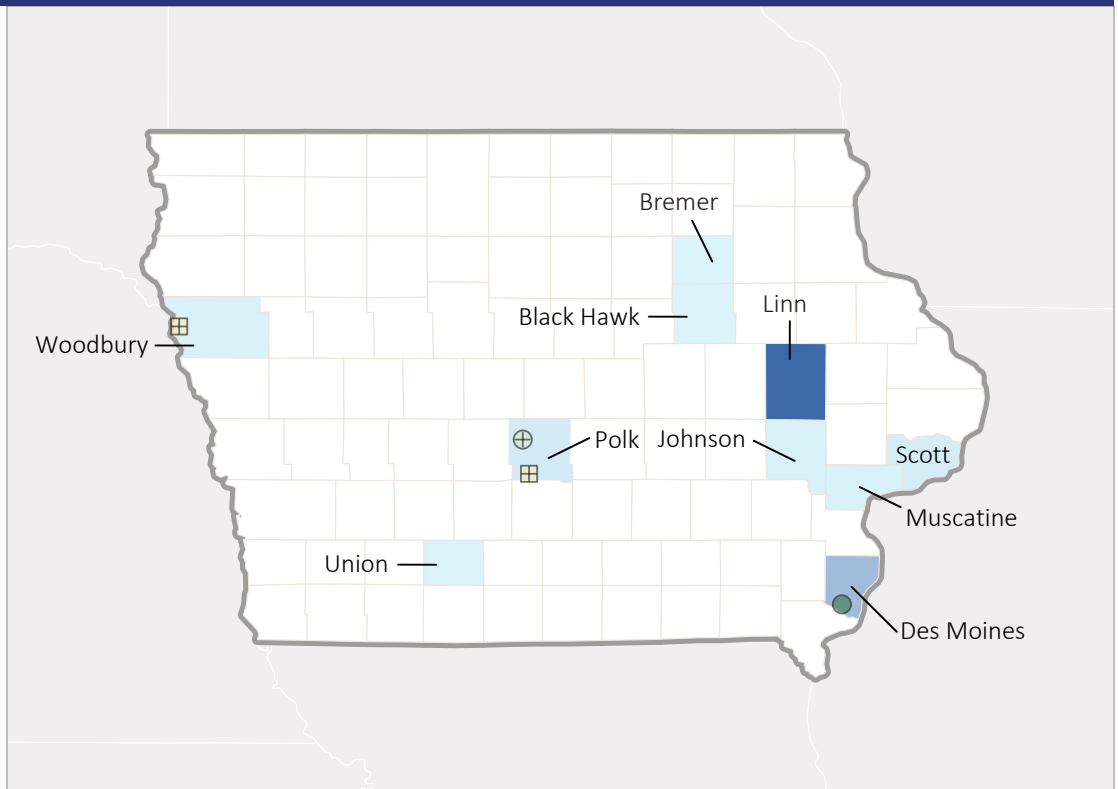 Bremer
Linn
Black Hawk
Woodbury
Polk
Johnson
Scott
Muscatine
Union
Des Moines